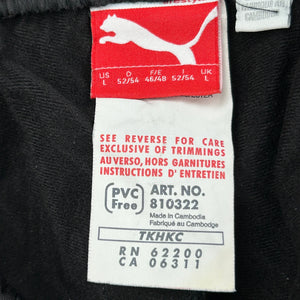 US D F/E I UK
L 52/54 46/48 52/54 L
SEE REVERSE FOR CARE
EXCLUSIVE OF TRIMMINGS
AU VERSO, HORS GARNITURES
INSTRUCTIONS D'ENTRETIEN
PVC Free
ART. NO.
810322
Made in Cambodia
Fabriqué au Cambodge
TKHKC
RN 62200
CA 06311